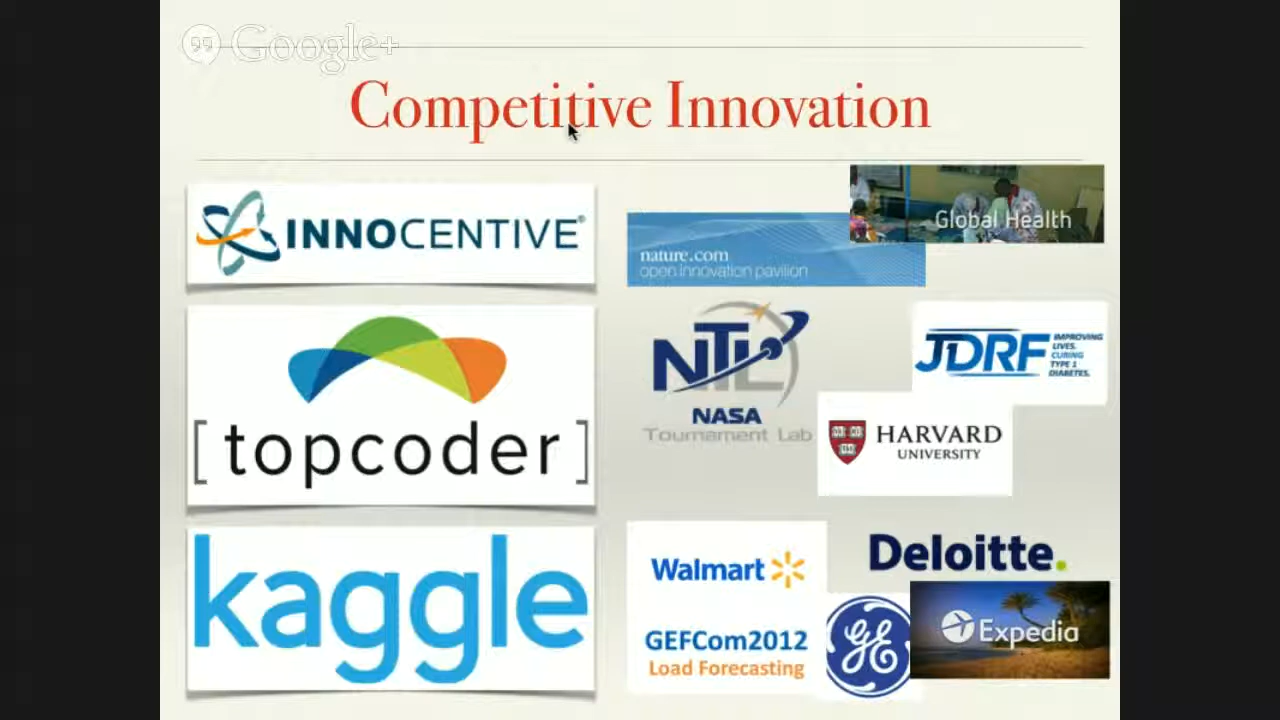 Google+
Competitive Innovation
INNOCENTIVE®
nature.com
open innovation pavilion
Global Health
[topcoder]
NTL
NASA
Tournament Lab
JDRF
IMPROVING
LIVES.
CURING
TYPE 1
DIABETES.
HARVARD
UNIVERSITY
kaggle
Walmart
GEFCom2012
Load Forecasting
Deloitte.
GE
Expedia